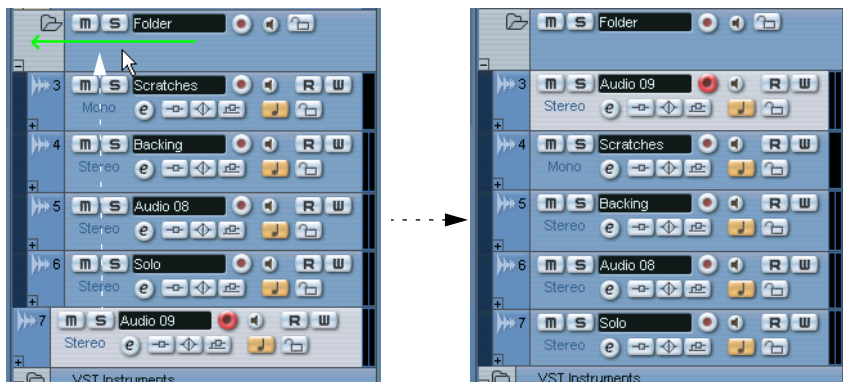 m S Folder
3 m S Scratches R W
Mono e
4 m S Backing R W
Stereo e
5 m S Audio 08 R W
Stereo e
6 m S Solo R W
Stereo e
7 m S Audio 09 R W
Stereo e
VST Instruments
m S Folder
3 m S Audio 09 R W
Stereo e
4 m S Scratches R W
Mono e
5 m S Backing R W
Stereo e
6 m S Audio 08 R W
Stereo e
7 m S Solo R W
Stereo e
VST Instruments